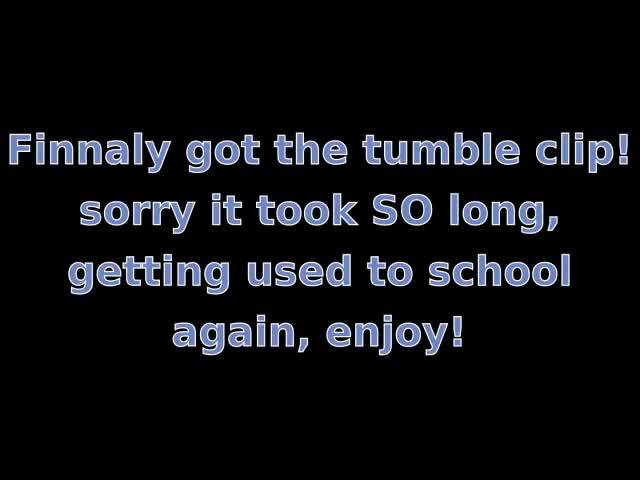 Finnaly got the tumble clip!
sorry it took SO long,
getting used to school
again, enjoy!